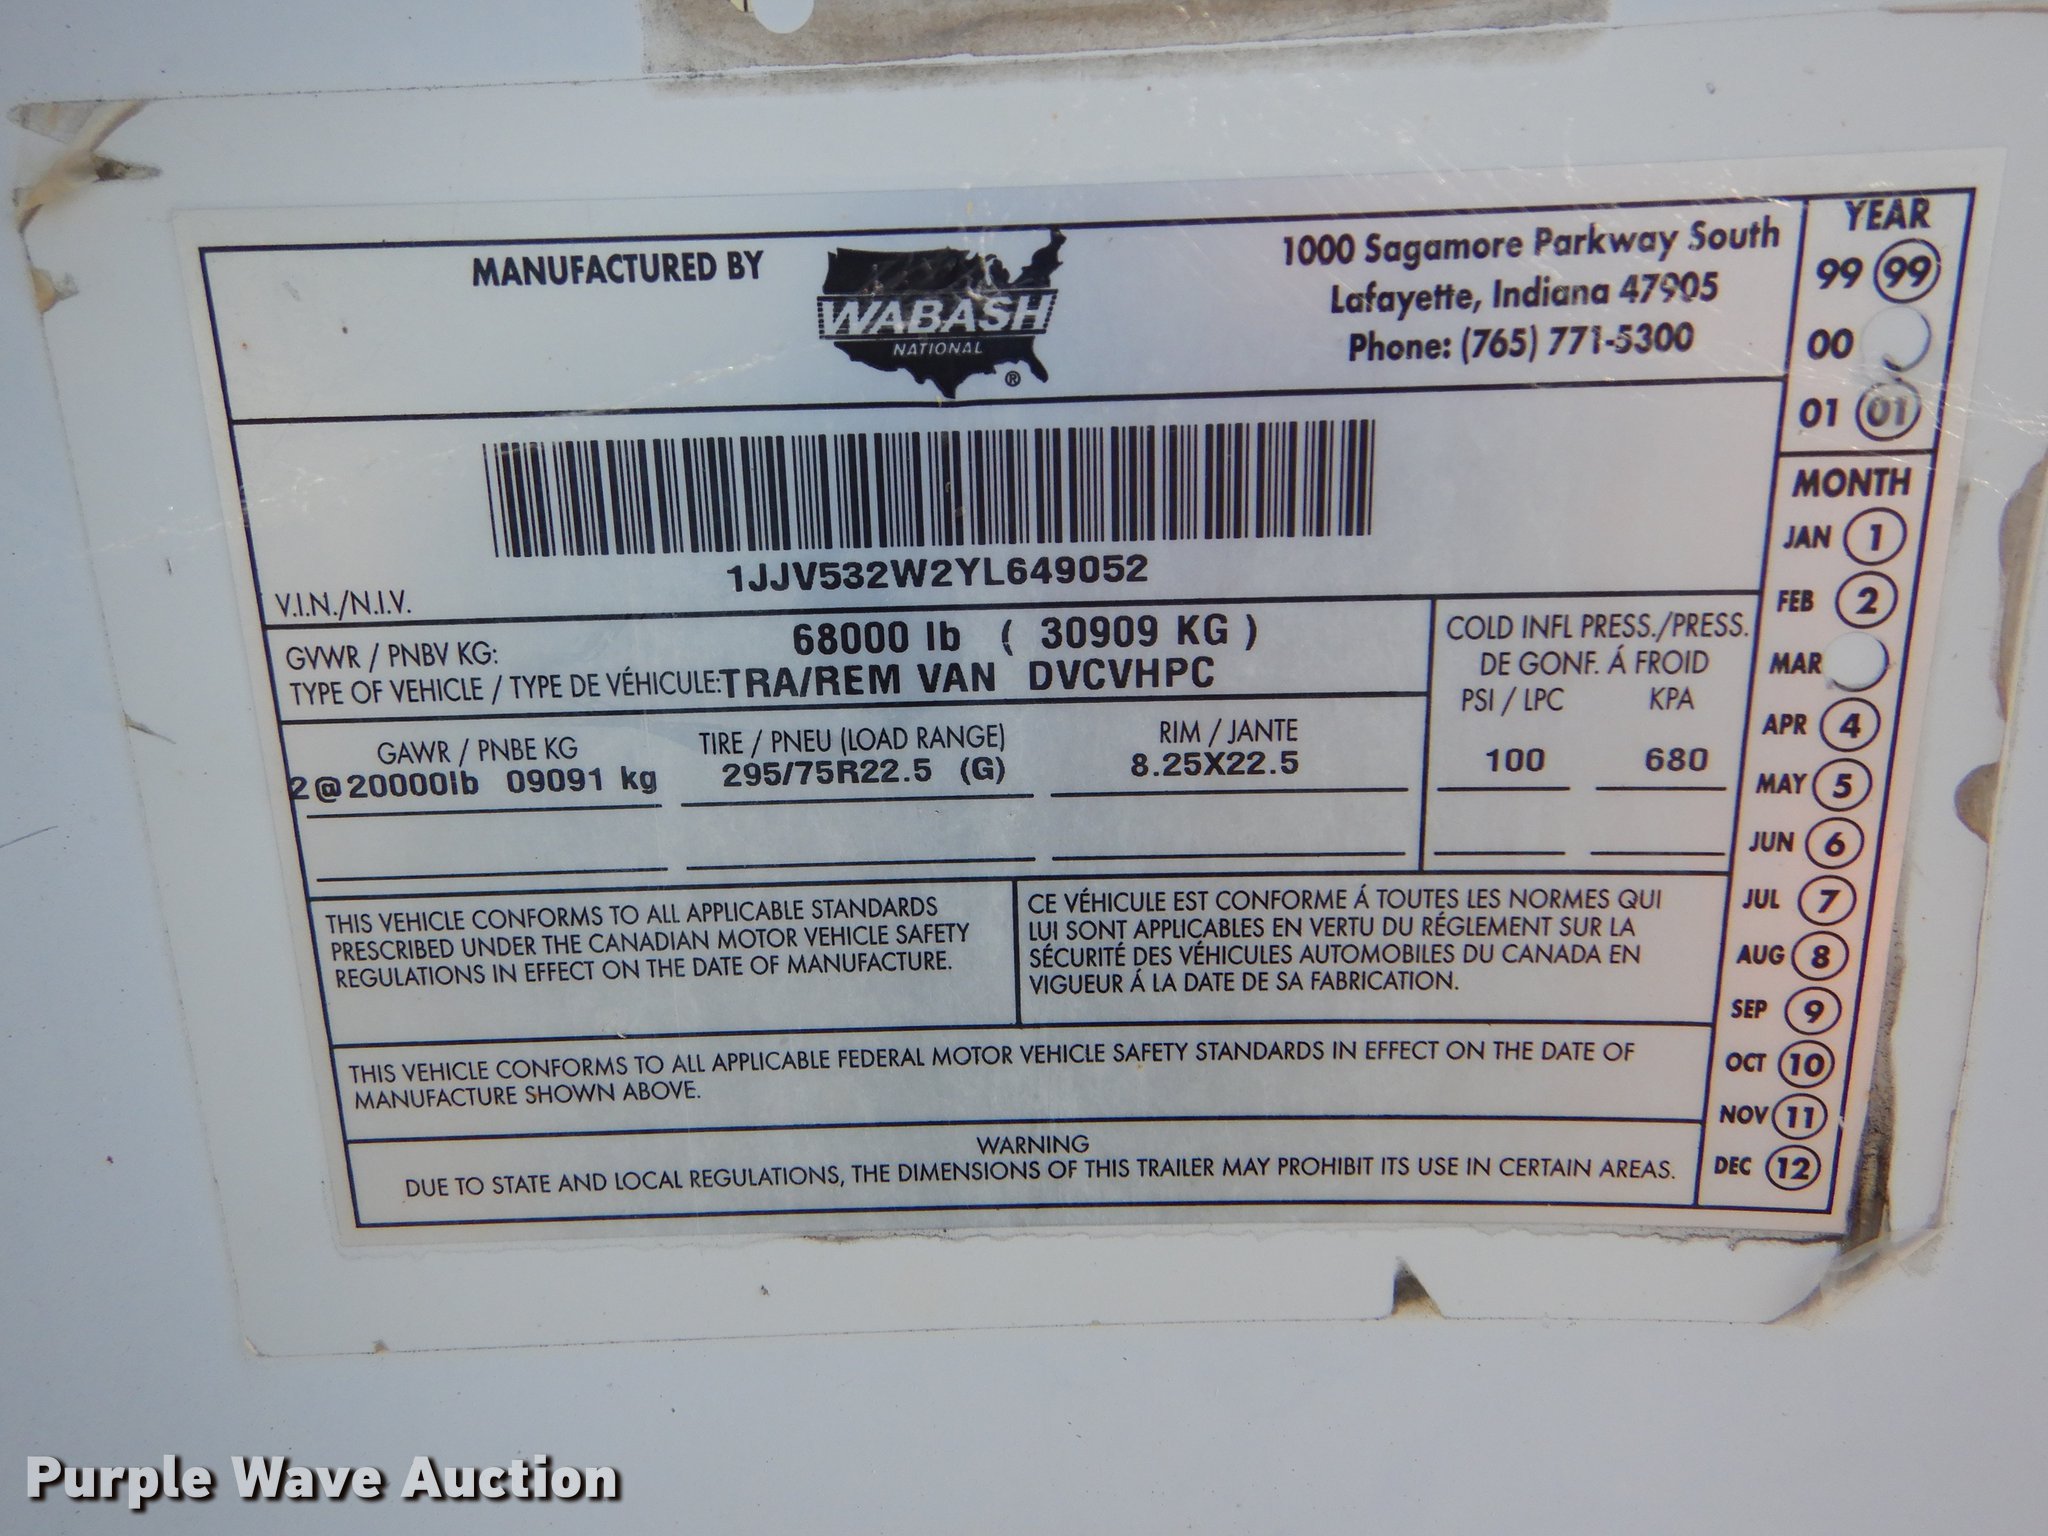 MANUFACTURED BY
WABASH
NATIONAL
®
1000 Sagamore Parkway South
Lafayette, Indiana 47905
Phone: (765) 771-5300
YEAR
99 99
00
01 01
MONTH
JAN 1
FEB 2
MAR
APR 4
MAY 5
JUN 6
JUL 7
AUG 8
SEP 9
OCT 10
NOV 11
DEC 12
1JJV532W2YL649052
V.I.N./N.I.V.
GVWR / PNBV KG: 68000 lb ( 30909 KG )
TYPE OF VEHICLE / TYPE DE VÉHICULE: TRA/REM VAN DVCVHPC
COLD INFL PRESS./PRESS.
DE GONF. Á FROID
PSI / LPC KPA
100 680
GAWR / PNBE KG TIRE / PNEU (LOAD RANGE) RIM / JANTE
2@20000lb 09091 kg 295/75R22.5 (G) 8.25X22.5
THIS VEHICLE CONFORMS TO ALL APPLICABLE STANDARDS
PRESCRIBED UNDER THE CANADIAN MOTOR VEHICLE SAFETY
REGULATIONS IN EFFECT ON THE DATE OF MANUFACTURE.
CE VÉHICULE EST CONFORME Á TOUTES LES NORMES QUI
LUI SONT APPLICABLES EN VERTU DU RÉGLEMENT SUR LA
SÉCURITÉ DES VÉHICULES AUTOMOBILES DU CANADA EN
VIGUEUR Á LA DATE DE SA FABRICATION.
THIS VEHICLE CONFORMS TO ALL APPLICABLE FEDERAL MOTOR VEHICLE SAFETY STANDARDS IN EFFECT ON THE DATE OF
MANUFACTURE SHOWN ABOVE.
WARNING
DUE TO STATE AND LOCAL REGULATIONS, THE DIMENSIONS OF THIS TRAILER MAY PROHIBIT ITS USE IN CERTAIN AREAS.
Purple Wave Auction